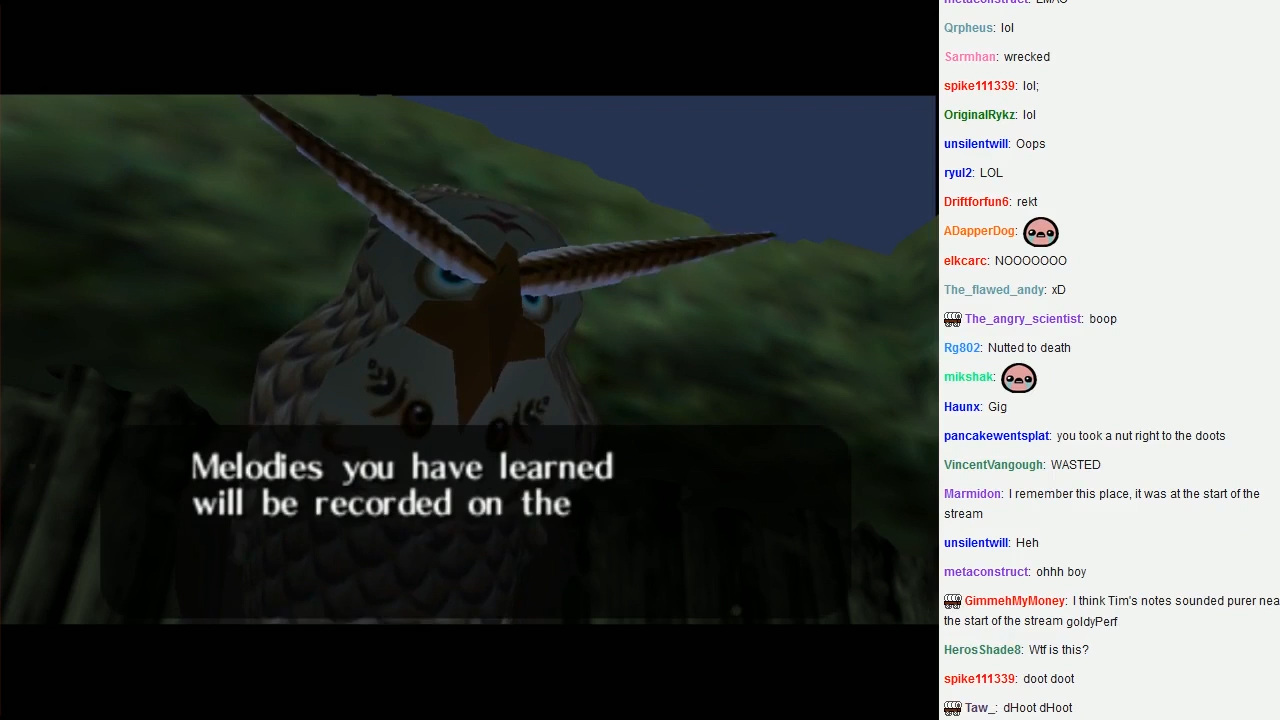 Melodies you have learned
will be recorded on the
metaconstruct: LMAO
Qrpheus: lol
Sarmhan: wrecked
spike111339: lol;
OriginalRykz: lol
unsilentwill: Oops
ryul2: LOL
Driftforfun6: rekt
ADapperDog:
elkcarc: NOOOOOOO
The_flawed_andy: xD
The_angry_scientist: boop
Rg802: Nutted to death
mikshak:
Haunx: Gig
pancakewentsplat: you took a nut right to the doots
VincentVangough: WASTED
Marmidon: I remember this place, it was at the start of the
stream
unsilentwill: Heh
metaconstruct: ohhh boy
GimmehMyMoney: I think Tim's notes sounded purer nea
the start of the stream goldyPerf
HerosShade8: Wtf is this?
spike111339: doot doot
Taw_: dHoot dHoot